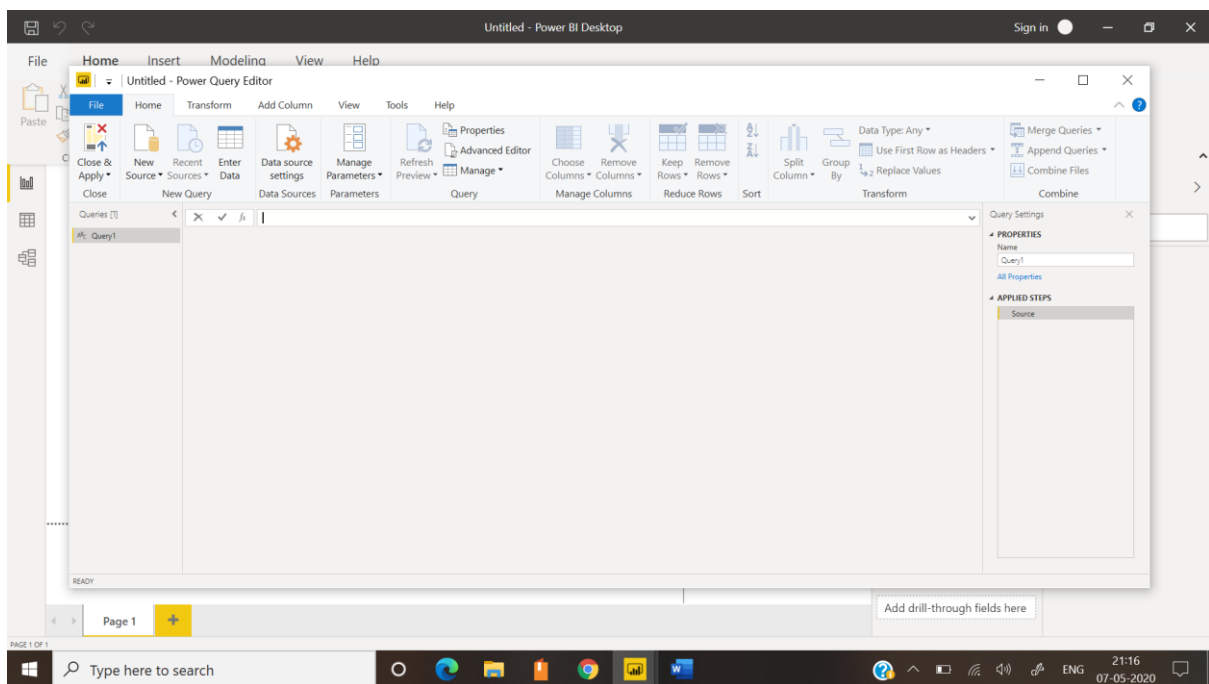 Untitled - Power BI Desktop
Sign in
File Home Insert Modeling View Help
Paste
Untitled - Power Query Editor
File Home Transform Add Column View Tools Help
Close & Apply
New Source
Recent Sources
Enter Data
Data source settings
Manage Parameters
Refresh Preview
Properties
Advanced Editor
Manage
Choose Columns
Remove Columns
Keep Rows
Remove Rows
Split Column
Group By
Data Type: Any
Use First Row as Headers
Replace Values
Merge Queries
Append Queries
Combine Files
Close New Query Data Sources Parameters Query Manage Columns Reduce Rows Sort Transform Combine
Queries [1]
fx
ABC Query1
Query Settings
PROPERTIES
Name
Query1
All Properties
APPLIED STEPS
Source
READY
Add drill-through fields here
Page 1
PAGE 1 OF 1
Type here to search
ENG
21:16
07-05-2020